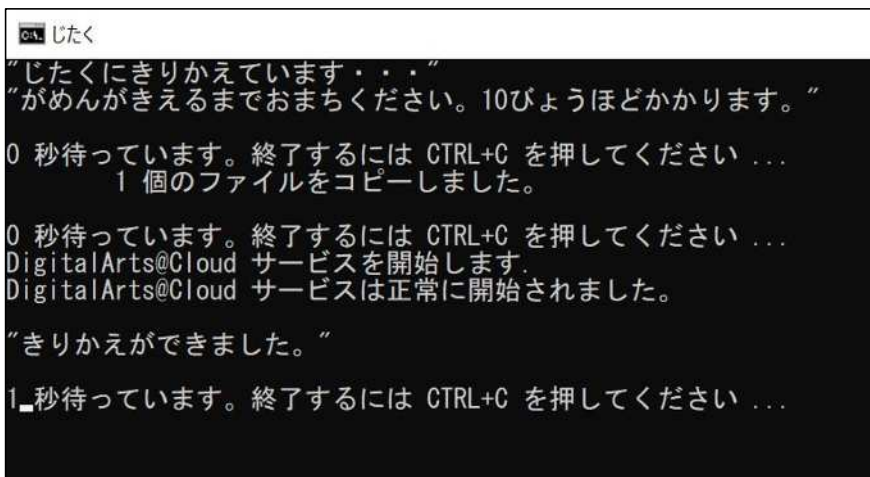 じたく
"じたくにきりかえています・・・"
"がめんがきえるまでおまちください。10びょうほどかかります。"
0 秒待っています。終了するには CTRL+C を押してください ...
1 個のファイルをコピーしました。
0 秒待っています。終了するには CTRL+C を押してください ...
DigitalArts@Cloud サービスを開始します.
DigitalArts@Cloud サービスは正常に開始されました。
"きりかえができました。"
1 秒待っています。終了するには CTRL+C を押してください ...